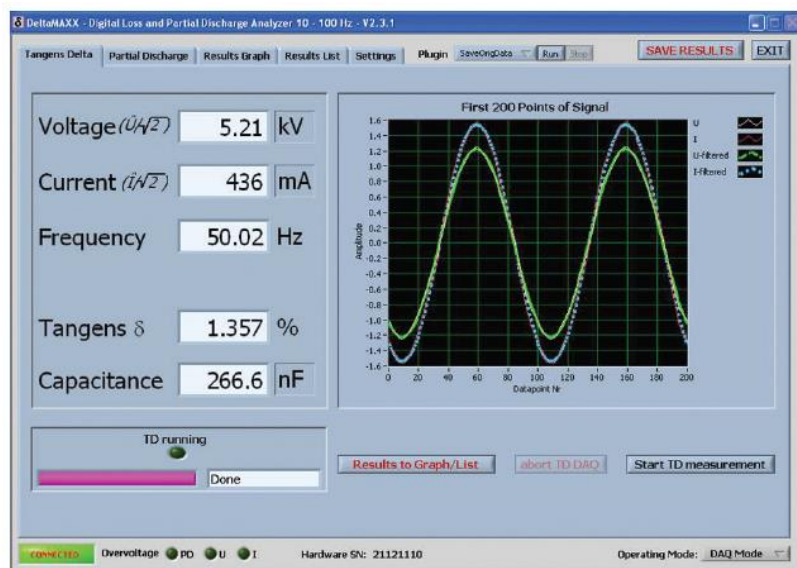 DeltaMAXX - Digital Loss and Partial Discharge Analyzer 10 - 100 Hz - V2.3.1
Tangens Delta Partial Discharge Results Graph Results List Settings Plugin SaveOrigData Run Stop SAVE RESULTS EXIT
Voltage (Û/√2) 5.21 kV
Current (Î/√2) 436 mA
Frequency 50.02 Hz
Tangens δ 1.357 %
Capacitance 266.6 nF
First 200 Points of Signal
U
I
U-filtered
I-filtered
Amplitude
1.6
1.4
1.2
1.0
0.8
0.6
0.4
0.2
0.0
-0.2
-0.4
-0.6
-0.8
-1.0
-1.2
-1.4
-1.6
0 20 40 60 80 100 120 140 160 180 200
Datapoint Nr
TD running
Done
Results to Graph/List abort TD DAQ Start TD measurement
CONNECTED Overvoltage PD U I Hardware SN: 21121110 Operating Mode: DAQ Mode